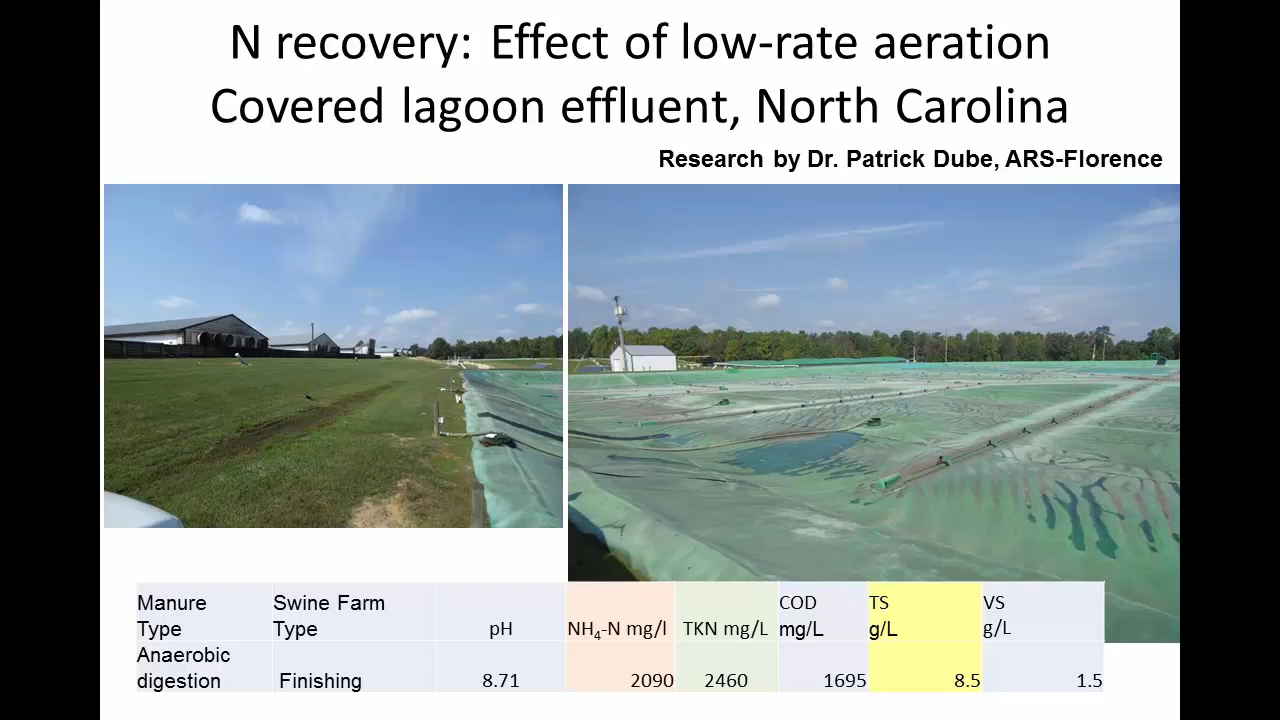 N recovery: Effect of low-rate aeration
Covered lagoon effluent, North Carolina
Research by Dr. Patrick Dube, ARS-Florence
Manure Type Swine Farm Type pH NH₄-N mg/l TKN mg/L COD mg/L TS g/L VS g/L
Anaerobic digestion Finishing 8.71 2090 2460 1695 8.5 1.5